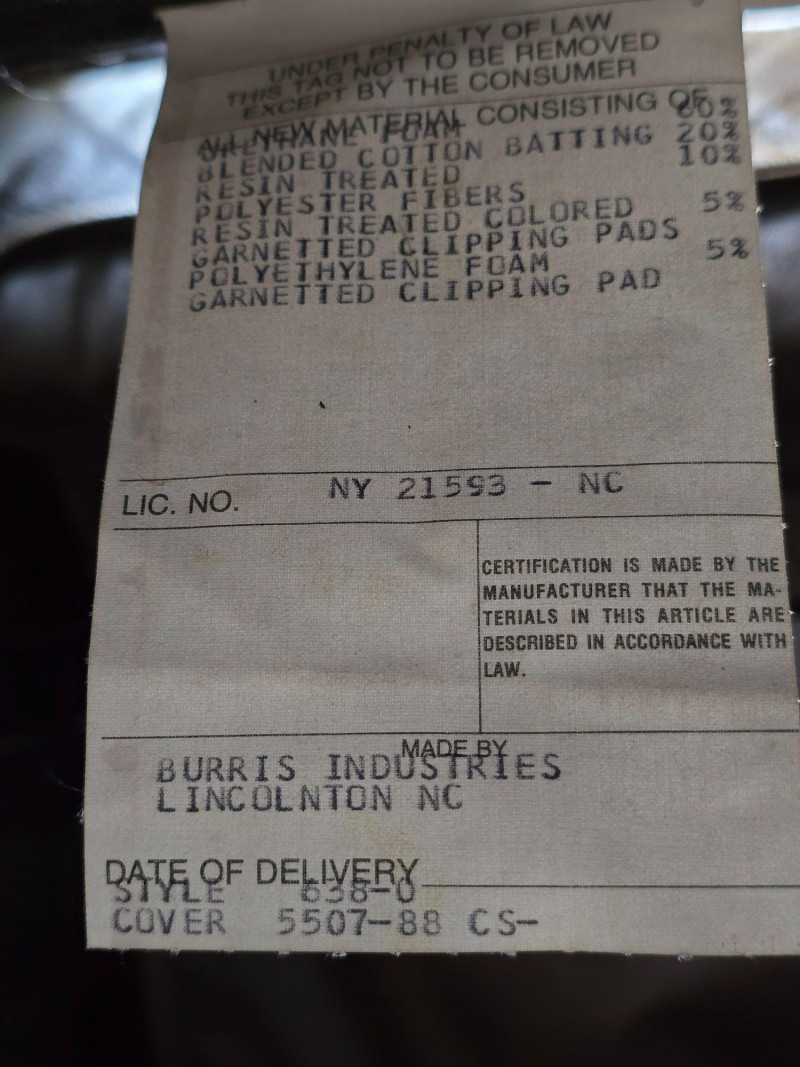 UNDER PENALTY OF LAW
THIS TAG NOT TO BE REMOVED
EXCEPT BY THE CONSUMER
ALL NEW MATERIAL CONSISTING OF
URETHANE FOAM 60%
BLENDED COTTON BATTING 20%
RESIN TREATED 10%
POLYESTER FIBERS
RESIN TREATED COLORED 5%
GARNETTED CLIPPING PADS
POLYETHYLENE FOAM 5%
GARNETTED CLIPPING PAD
LIC. NO. NY 21593 - NC
CERTIFICATION IS MADE BY THE
MANUFACTURER THAT THE MA-
TERIALS IN THIS ARTICLE ARE
DESCRIBED IN ACCORDANCE WITH
LAW.
MADE BY
BURRIS INDUSTRIES
LINCOLNTON NC
DATE OF DELIVERY
STYLE 638-0
COVER 5507-88 CS-